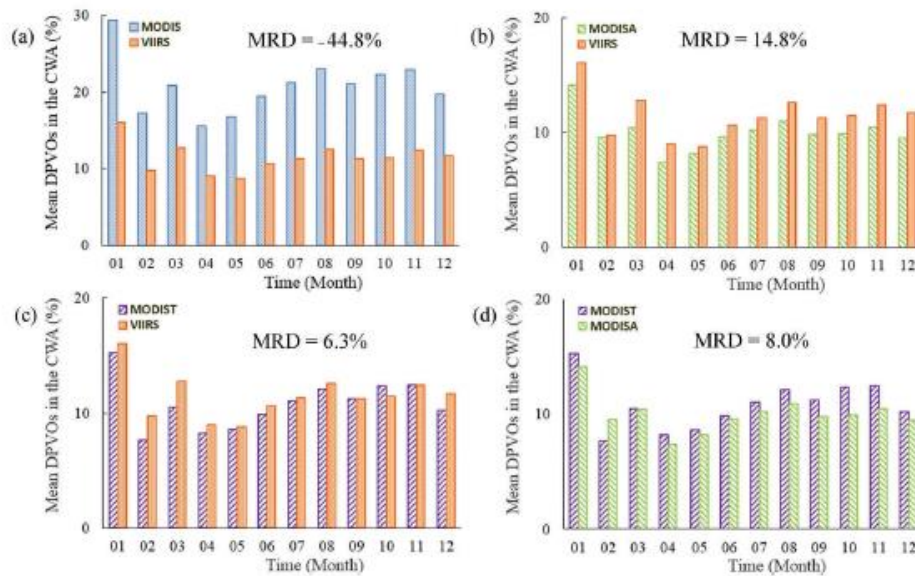 (a)
MODIS
VIIRS
MRD = -44.8%
Mean DPVOs in the CWA (%)
30
20
10
0
01 02 03 04 05 06 07 08 09 10 11 12
Time (Month)
(b)
MODISA
VIIRS
MRD = 14.8%
Mean DPVOs in the CWA (%)
20
10
0
01 02 03 04 05 06 07 08 09 10 11 12
Time (Month)
(c)
MODIST
VIIRS
MRD = 6.3%
Mean DPVOs in the CWA (%)
20
10
0
01 02 03 04 05 06 07 08 09 10 11 12
Time (Month)
(d)
MODIST
MODISA
MRD = 8.0%
Mean DPVOs in the CWA (%)
20
10
0
01 02 03 04 05 06 07 08 09 10 11 12
Time (Month)